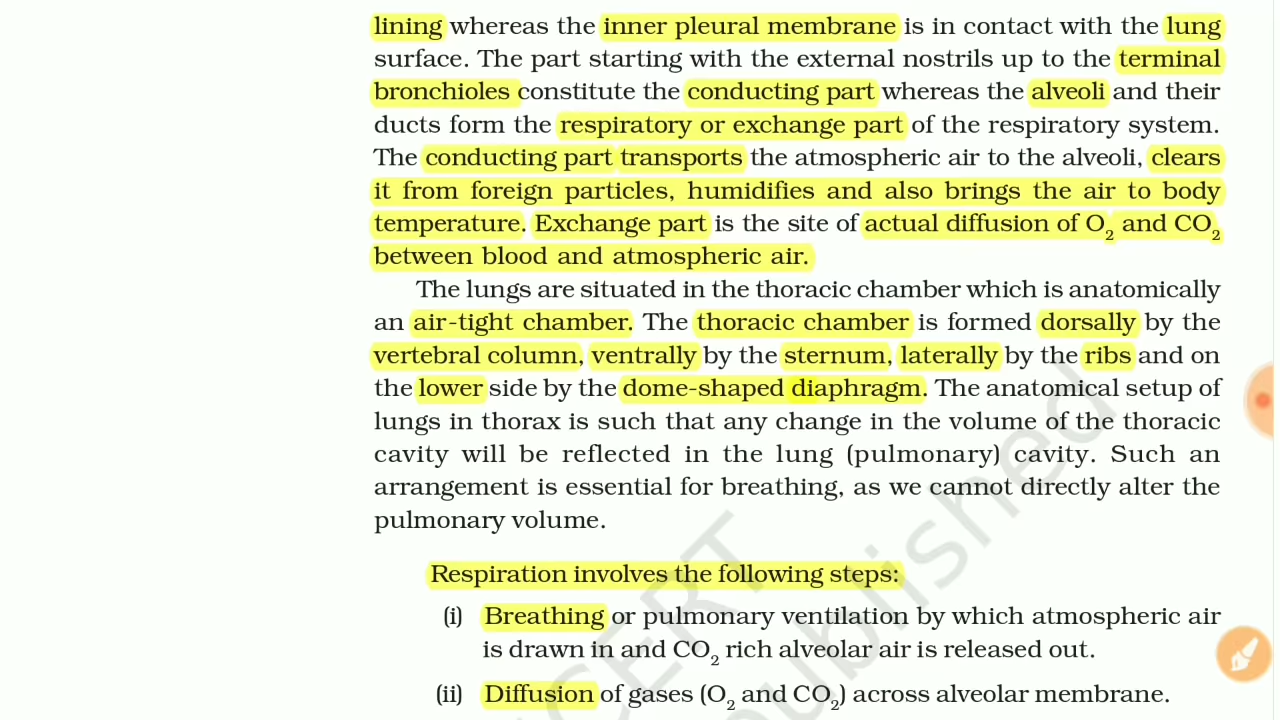 lining whereas the inner pleural membrane is in contact with the lung
surface. The part starting with the external nostrils up to the terminal
bronchioles constitute the conducting part whereas the alveoli and their
ducts form the respiratory or exchange part of the respiratory system.
The conducting part transports the atmospheric air to the alveoli, clears
it from foreign particles, humidifies and also brings the air to body
temperature. Exchange part is the site of actual diffusion of O₂ and CO₂
between blood and atmospheric air.
The lungs are situated in the thoracic chamber which is anatomically
an air-tight chamber. The thoracic chamber is formed dorsally by the
vertebral column, ventrally by the sternum, laterally by the ribs and on
the lower side by the dome-shaped diaphragm. The anatomical setup of
lungs in thorax is such that any change in the volume of the thoracic
cavity will be reflected in the lung (pulmonary) cavity. Such an
arrangement is essential for breathing, as we cannot directly alter the
pulmonary volume.
Respiration involves the following steps:
(i) Breathing or pulmonary ventilation by which atmospheric air
is drawn in and CO₂ rich alveolar air is released out.
(ii) Diffusion of gases (O₂ and CO₂) across alveolar membrane.
NCERT
published